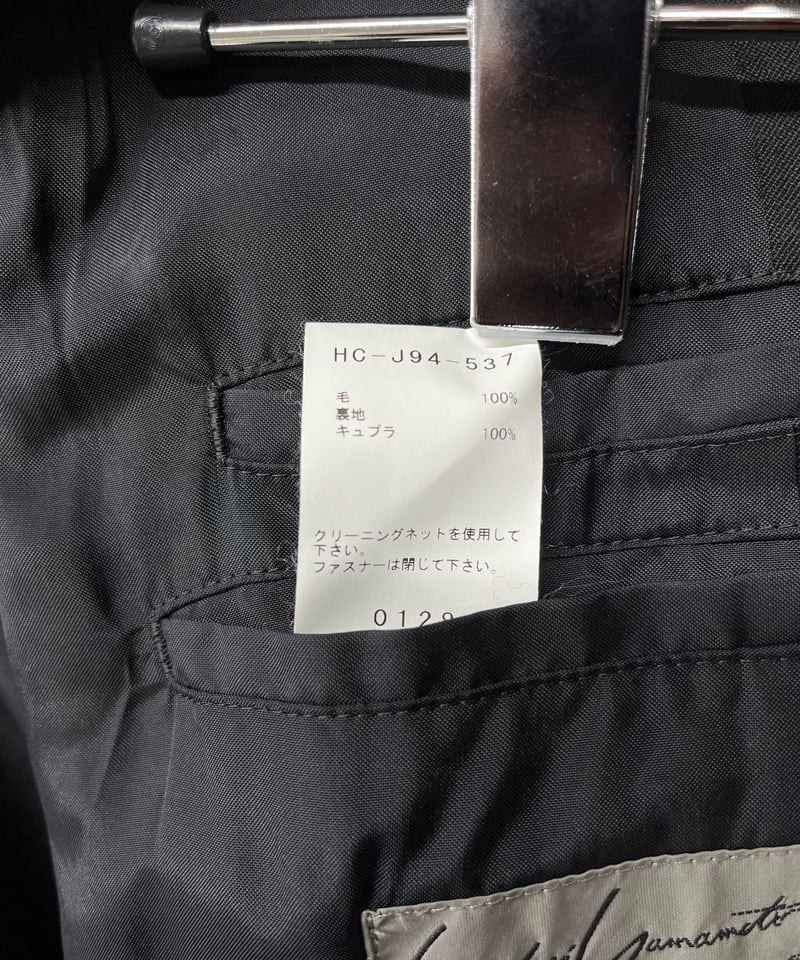 HC-J94-537
毛 100%
裏地
キュプラ 100%
クリーニングネットを使用して
下さい。
ファスナーは閉じて下さい。
0129
Yamamoto